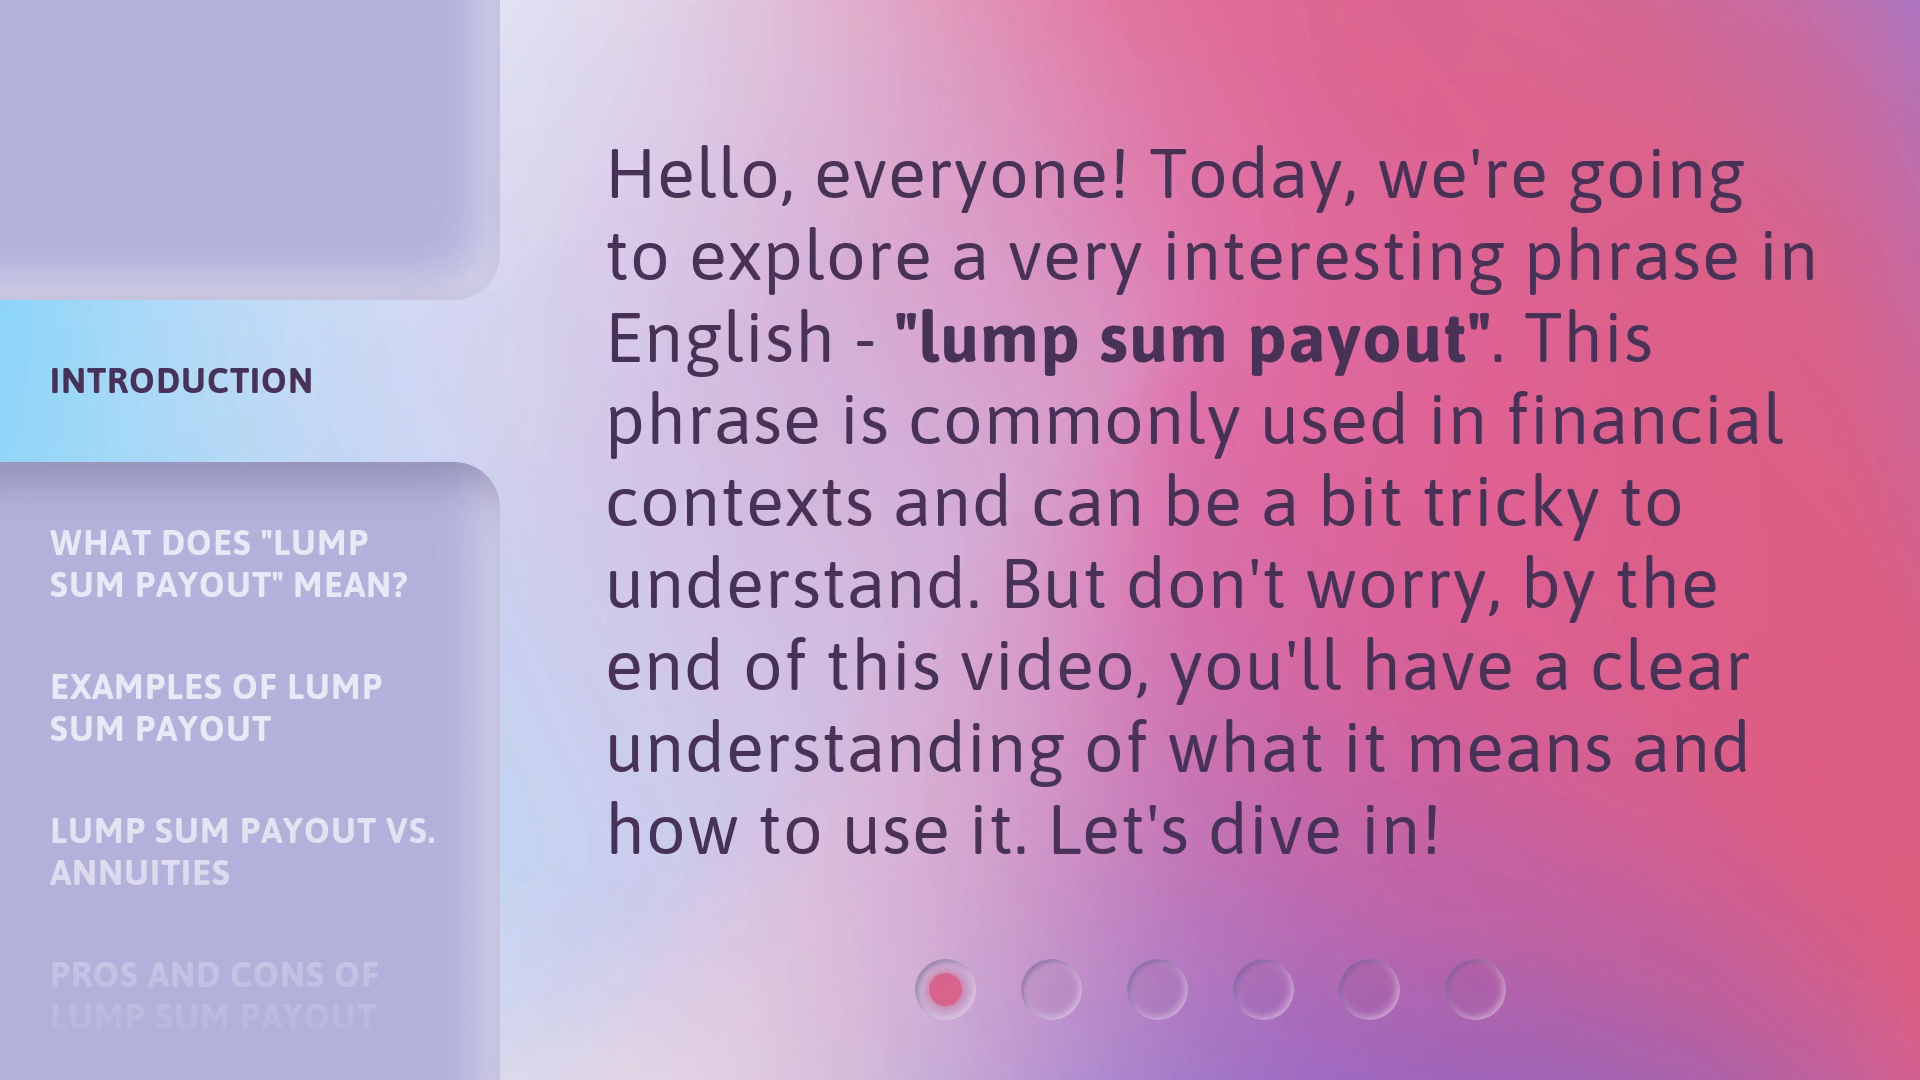 INTRODUCTION
WHAT DOES "LUMP
SUM PAYOUT" MEAN?
EXAMPLES OF LUMP
SUM PAYOUT
LUMP SUM PAYOUT VS.
ANNUITIES
PROS AND CONS OF
LUMP SUM PAYOUT
Hello, everyone! Today, we're going
to explore a very interesting phrase in
English - "lump sum payout". This
phrase is commonly used in financial
contexts and can be a bit tricky to
understand. But don't worry, by the
end of this video, you'll have a clear
understanding of what it means and
how to use it. Let's dive in!